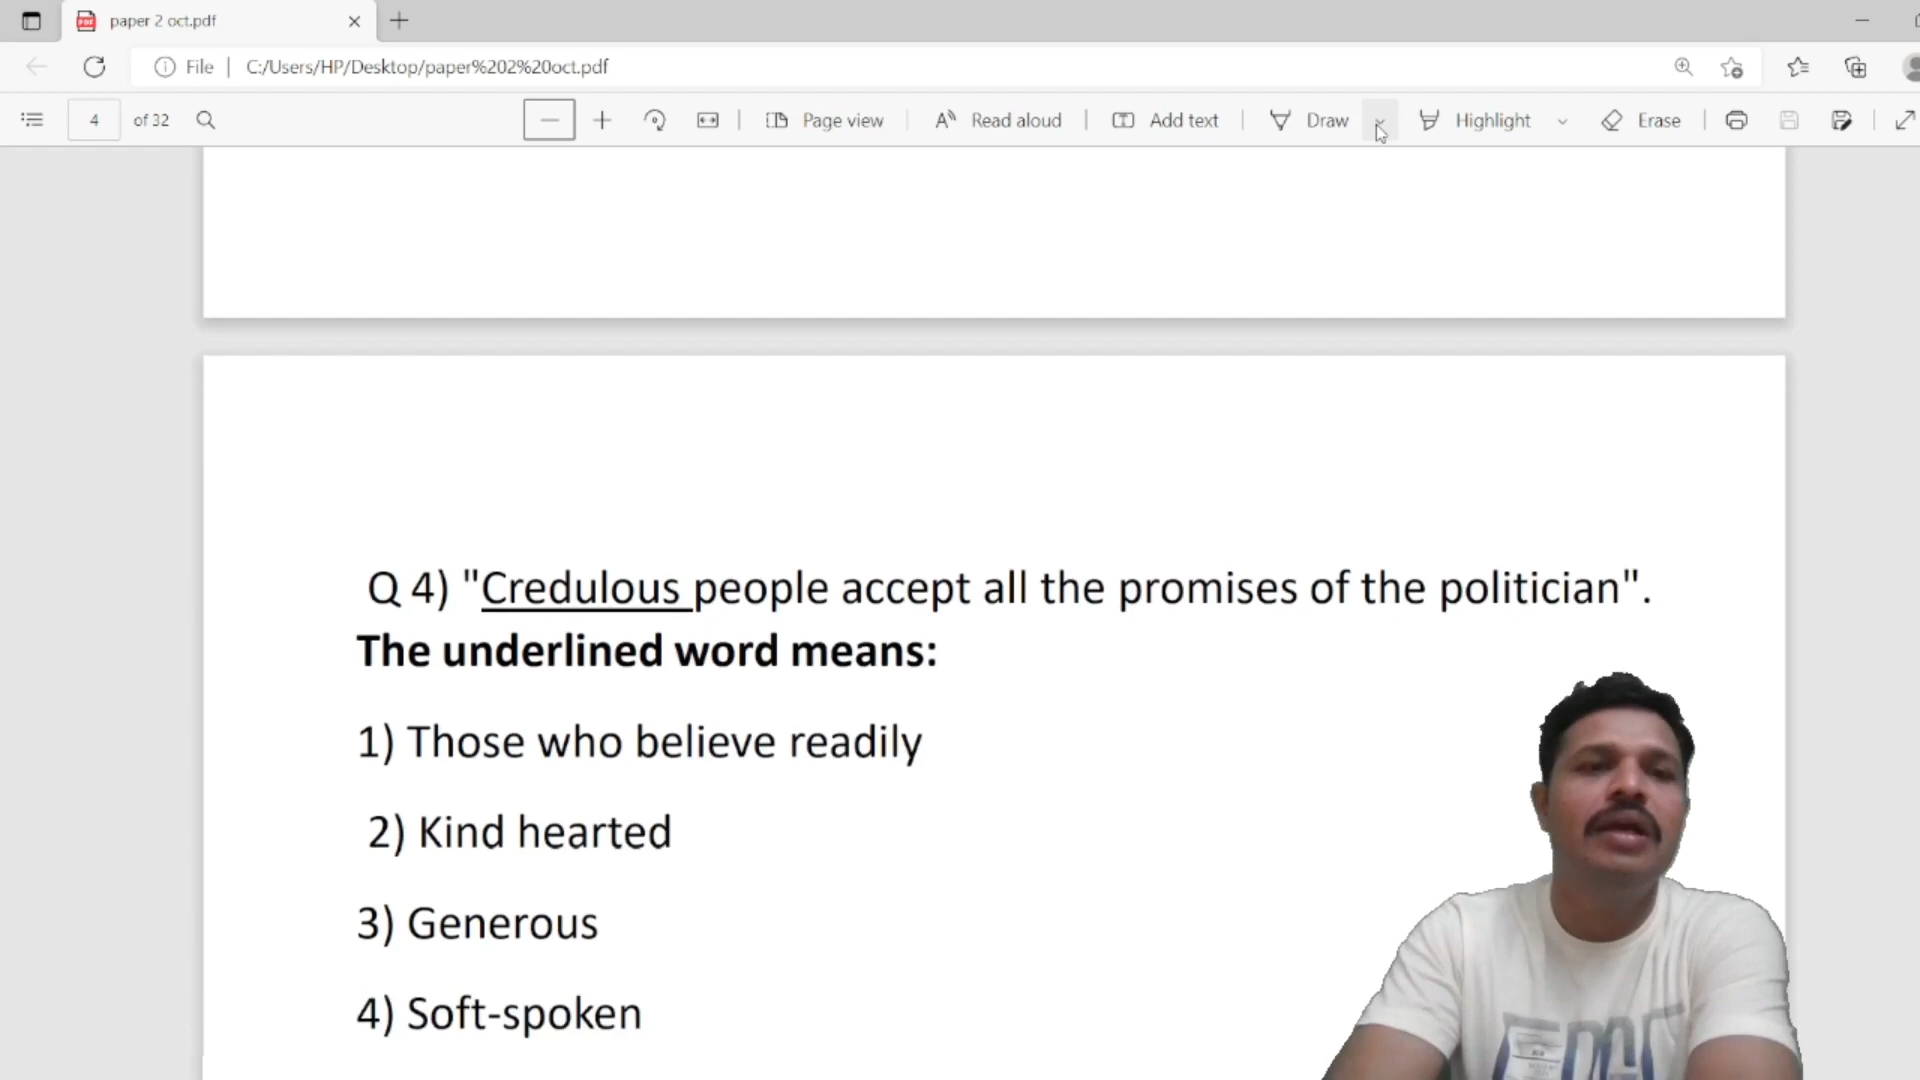 paper 2 oct.pdf
File C:/Users/HP/Desktop/paper%202%20oct.pdf
4 of 32 Page view Read aloud Add text Draw Highlight Erase
Q 4) "Credulous people accept all the promises of the politician".
The underlined word means:
1) Those who believe readily
2) Kind hearted
3) Generous
4) Soft-spoken